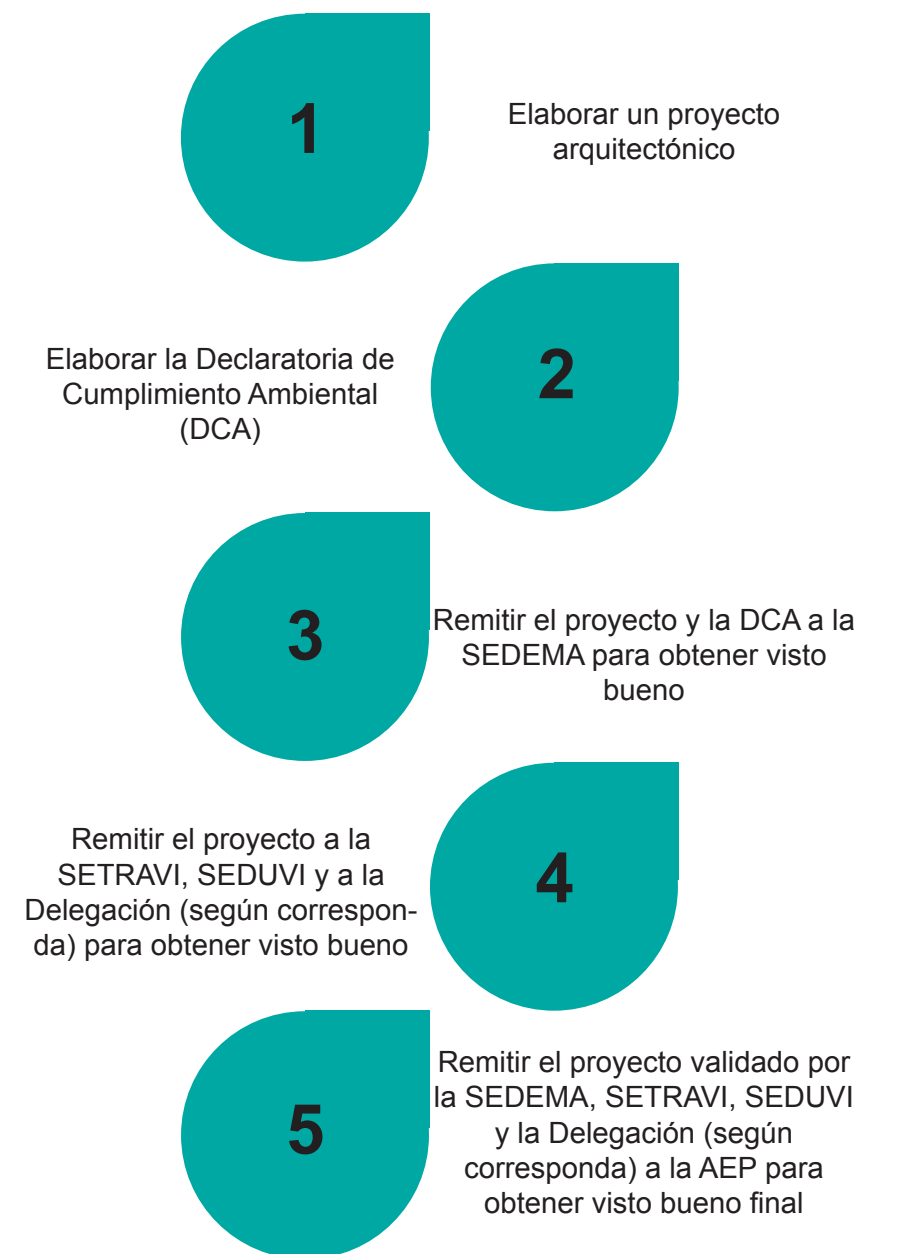 1
Elaborar un proyecto
arquitectónico
2
Elaborar la Declaratoria de
Cumplimiento Ambiental
(DCA)
3
Remitir el proyecto y la DCA a la
SEDEMA para obtener visto
bueno
4
Remitir el proyecto a la
SETRAVI, SEDUVI y a la
Delegación (según correspon-
da) para obtener visto bueno
5
Remitir el proyecto validado por
la SEDEMA, SETRAVI, SEDUVI
y la Delegación (según
corresponda) a la AEP para
obtener visto bueno final